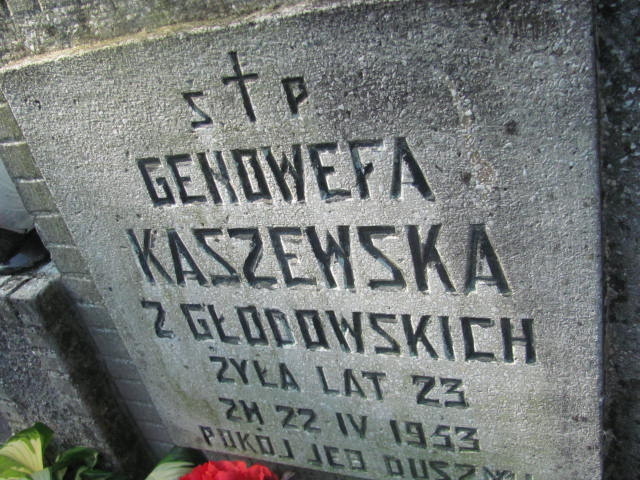 S † P
GENOWEFA
KASZEWSKA
Z GŁODOWSKICH
ŻYŁA LAT 23
ZM 22 IV 1953
POKÓJ JEJ DUSZY